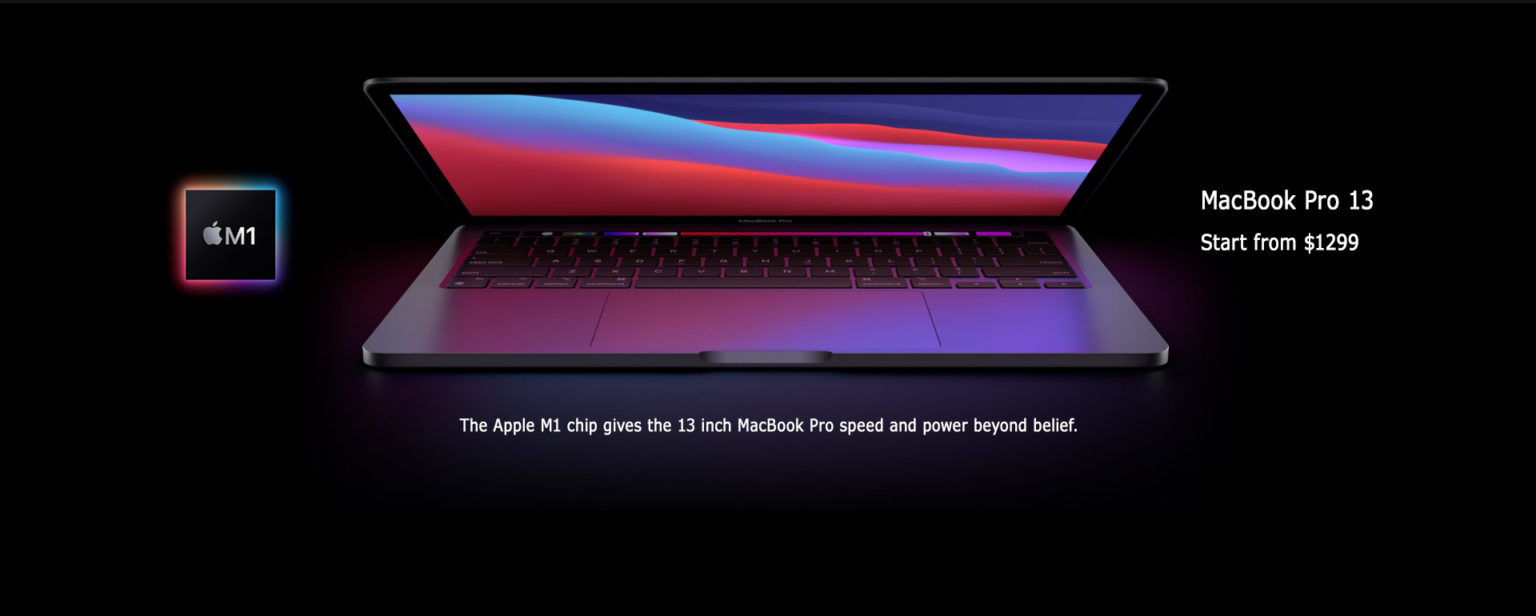 M1
MacBook Pro 13
Start from $1299
MacBook Pro
The Apple M1 chip gives the 13 inch MacBook Pro speed and power beyond belief.